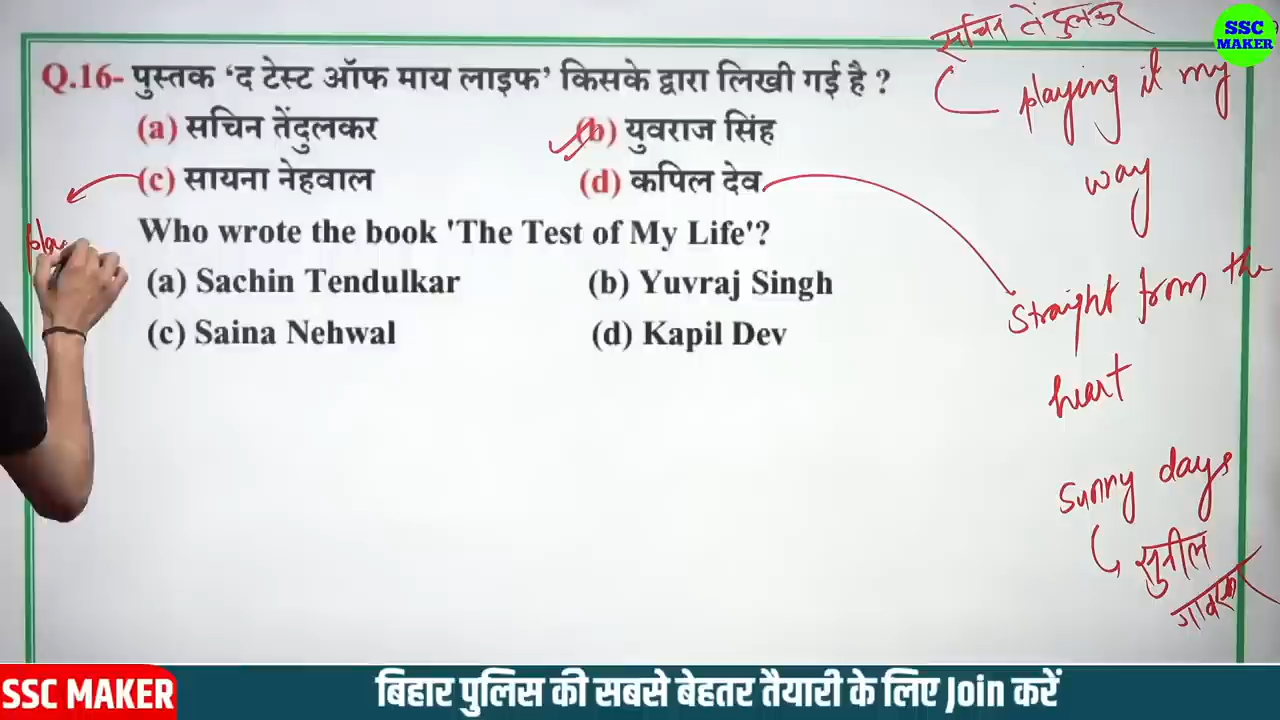 SSC
MAKER
सचिन तेंदुलकर
playing it my
way
Q.16- पुस्तक ‘द टेस्ट ऑफ माय लाइफ’ किसके द्वारा लिखी गई है ?
(a) सचिन तेंदुलकर
(b) युवराज सिंह
(c) सायना नेहवाल
(d) कपिल देव
Who wrote the book 'The Test of My Life'?
(a) Sachin Tendulkar
(b) Yuvraj Singh
(c) Saina Nehwal
(d) Kapil Dev
Straight from the
heart
Sunny days
सुनील
SSC MAKER
बिहार पुलिस की सबसे बेहतर तैयारी के लिए Join करें